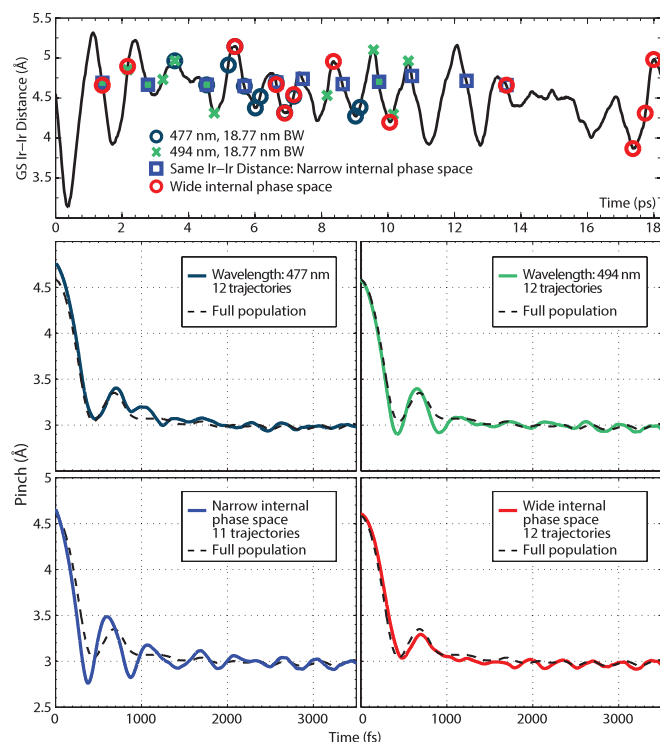 5.5
5
4.5
4
3.5
GS Ir–Ir Distance (Å)
477 nm, 18.77 nm BW
494 nm, 18.77 nm BW
Same Ir–Ir Distance: Narrow internal phase space
Wide internal phase space
Time (ps)
0 2 4 6 8 10 12 14 16 18
4.5
3.5
3
Wavelength: 477 nm
12 trajectories
Full population
Wavelength: 494 nm
12 trajectories
Full population
Pinch (Å)
5
4.5
4
3.5
3
2.5
Narrow internal
phase space
11 trajectories
Full population
Wide internal
phase space
12 trajectories
Full population
0 1000 2000 3000 0 1000 2000 3000
Time (fs)